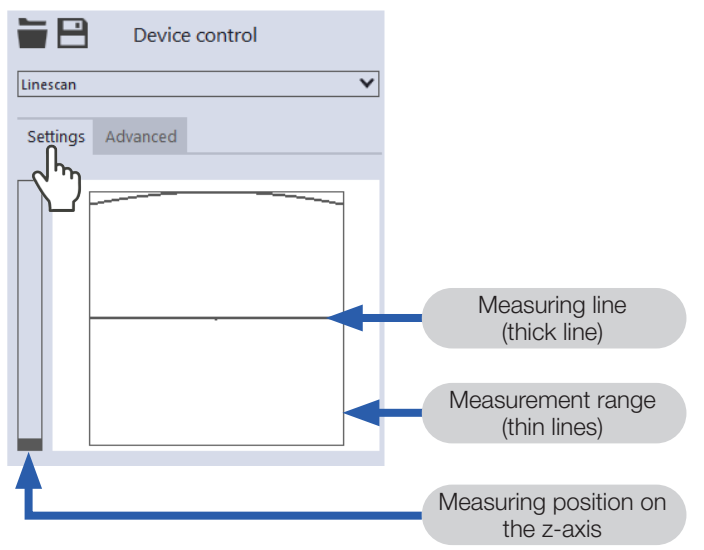 Device control
Linescan
Settings
Advanced
Measuring line
(thick line)
Measurement range
(thin lines)
Measuring position on
the z-axis